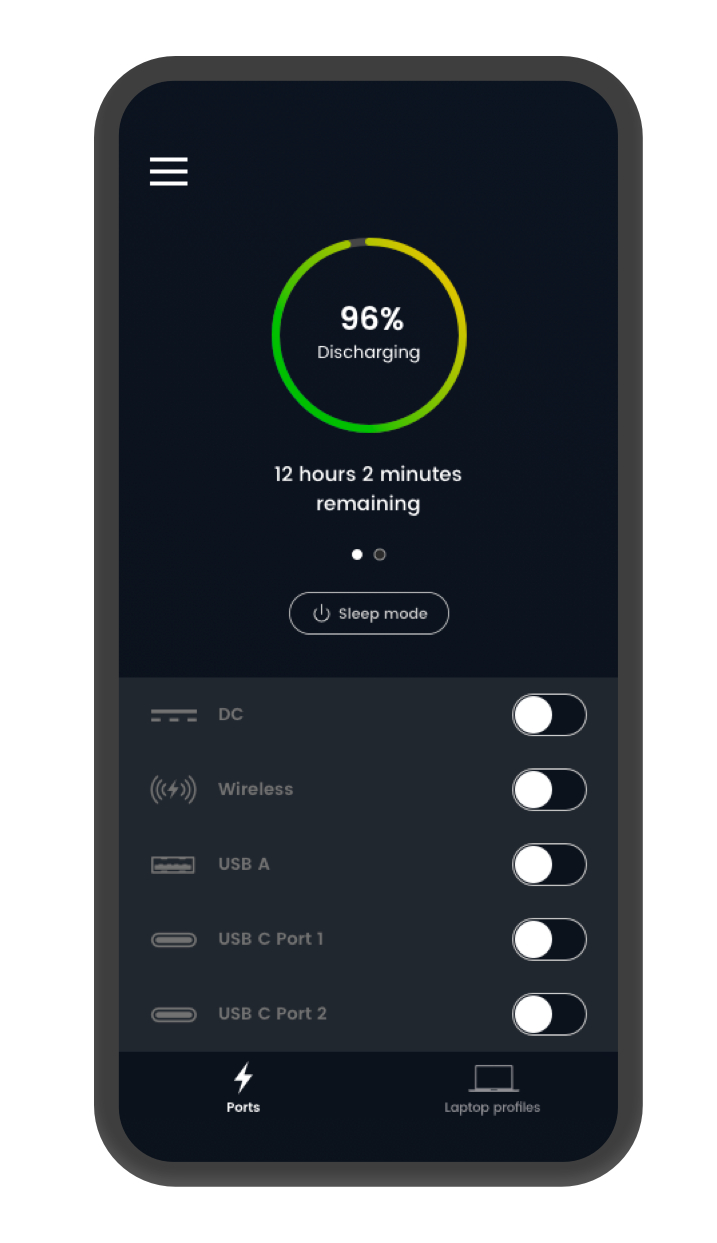 96%
Discharging
12 hours 2 minutes
remaining
Sleep mode
DC
Wireless
USB A
USB C Port 1
USB C Port 2
Ports
Laptop profiles